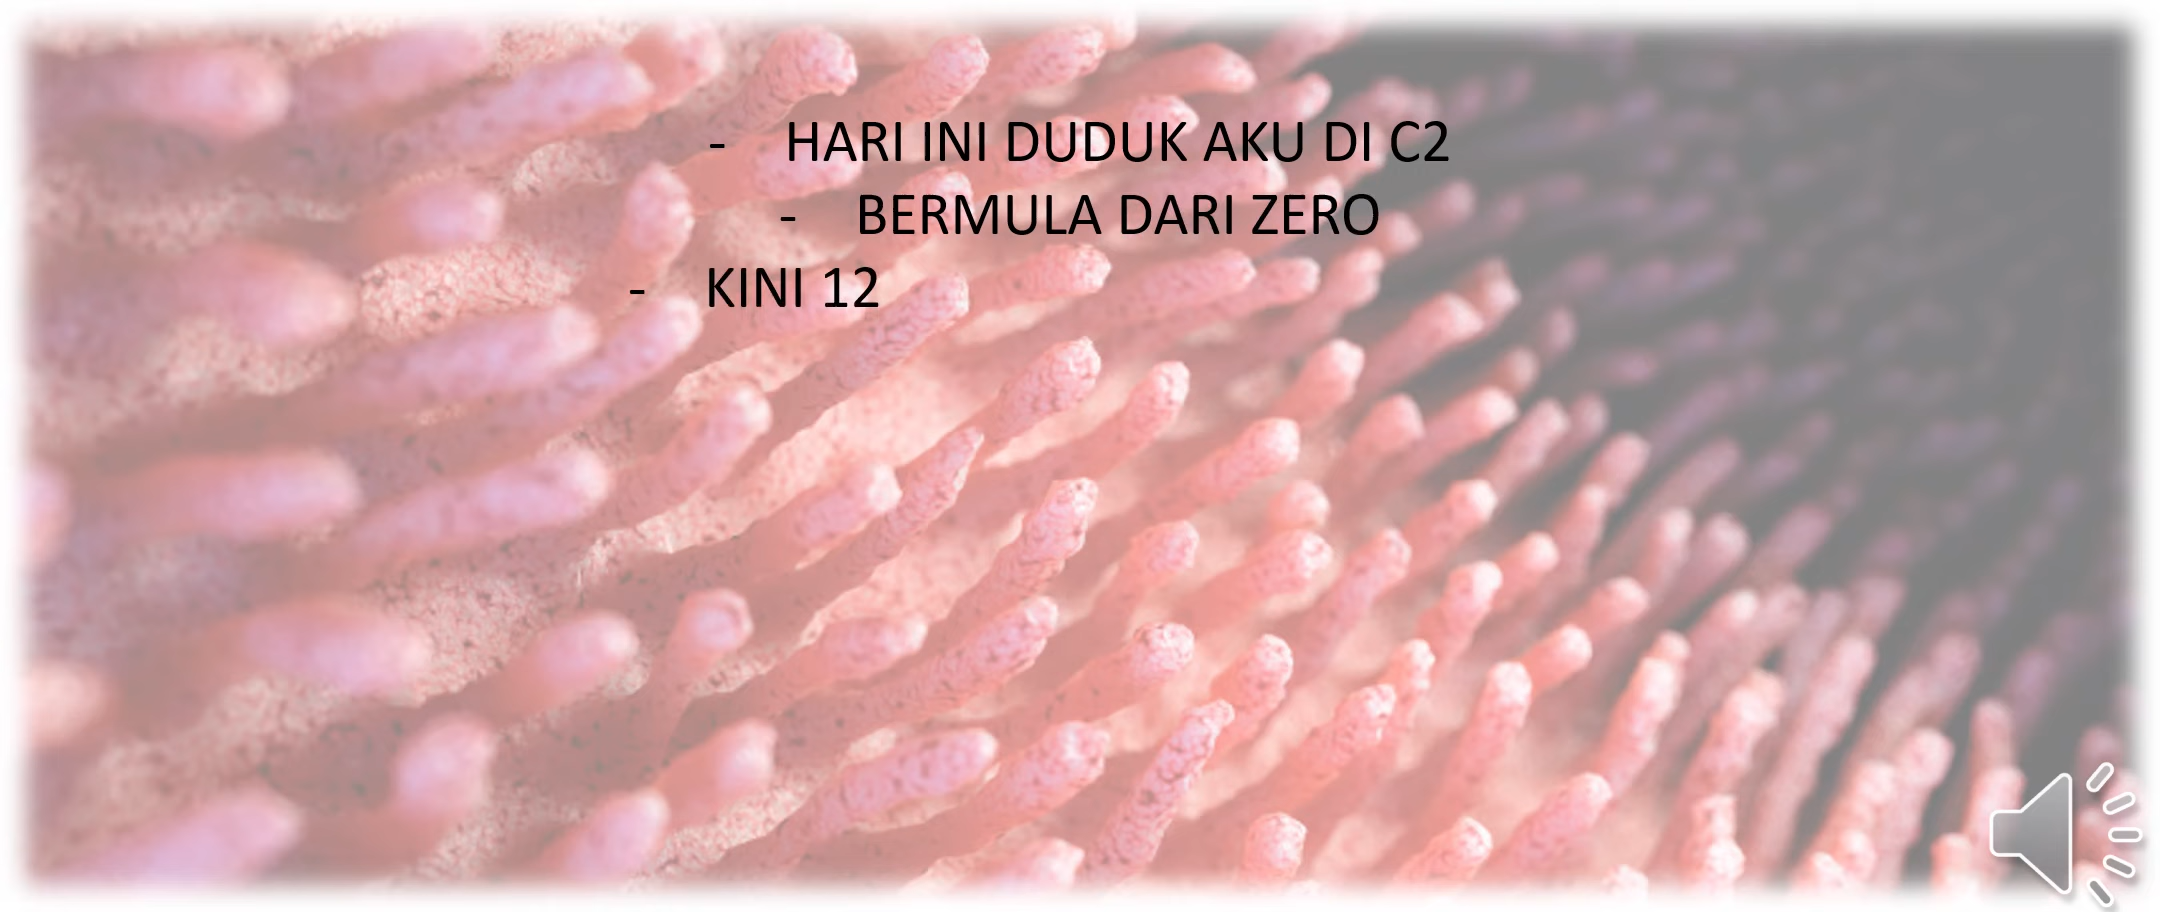 - HARI INI DUDUK AKU DI C2
- BERMULA DARI ZERO
- KINI 12